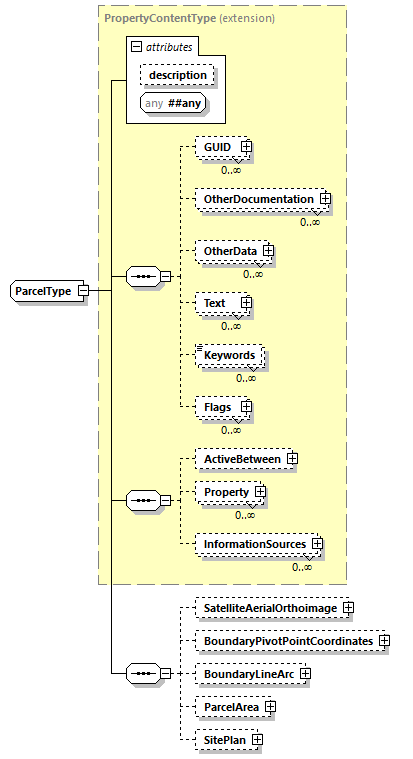 PropertyContentType (extension)
attributes
description
any ##any
GUID
0..∞
OtherDocumentation
0..∞
OtherData
0..∞
ParcelType
Text
0..∞
Keywords
0..∞
Flags
0..∞
ActiveBetween
Property
0..∞
InformationSources
0..∞
SatelliteAerialOrthoimage
BoundaryPivotPointCoordinates
BoundaryLineArc
ParcelArea
SitePlan